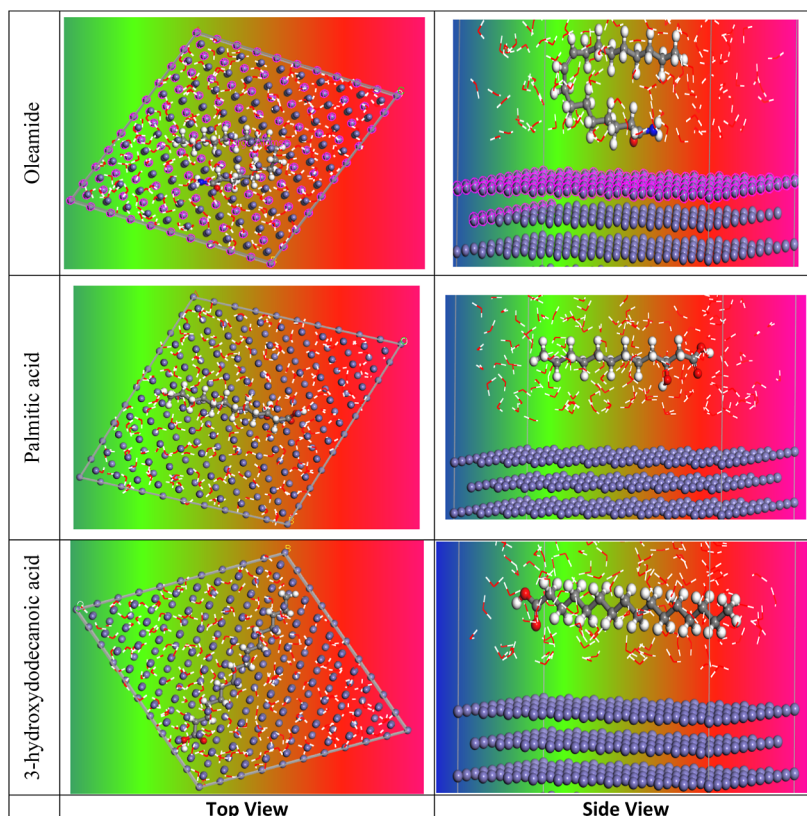 Oleamide
Palmitic acid
3-hydroxydodecanoic acid
Top View
Side View